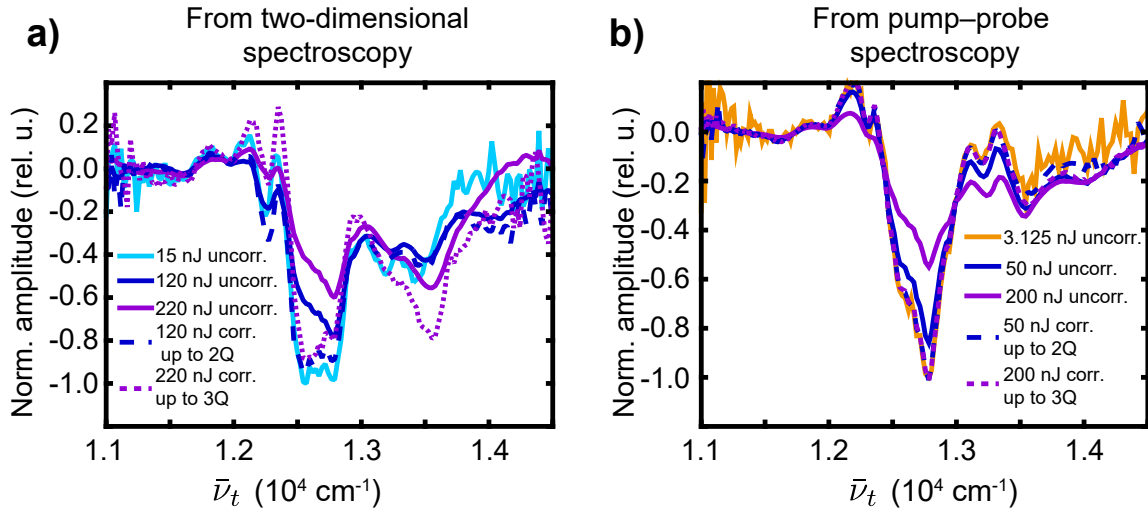 a)
From two-dimensional
spectroscopy
0.2
0.0
-0.2
-0.4
-0.6
-0.8
-1.0
Norm. amplitude (rel. u.)
15 nJ uncorr.
120 nJ uncorr.
220 nJ uncorr.
120 nJ corr.
up to 2Q
220 nJ corr.
up to 3Q
1.1 1.2 1.3 1.4
ν̄t (10⁴ cm⁻¹)
b)
From pump–probe
spectroscopy
0.0
-0.2
-0.4
-0.6
-0.8
-1.0
Norm. amplitude (rel. u.)
3.125 nJ uncorr.
50 nJ uncorr.
200 nJ uncorr.
50 nJ corr.
up to 2Q
200 nJ corr.
up to 3Q
1.1 1.2 1.3 1.4
ν̄t (10⁴ cm⁻¹)